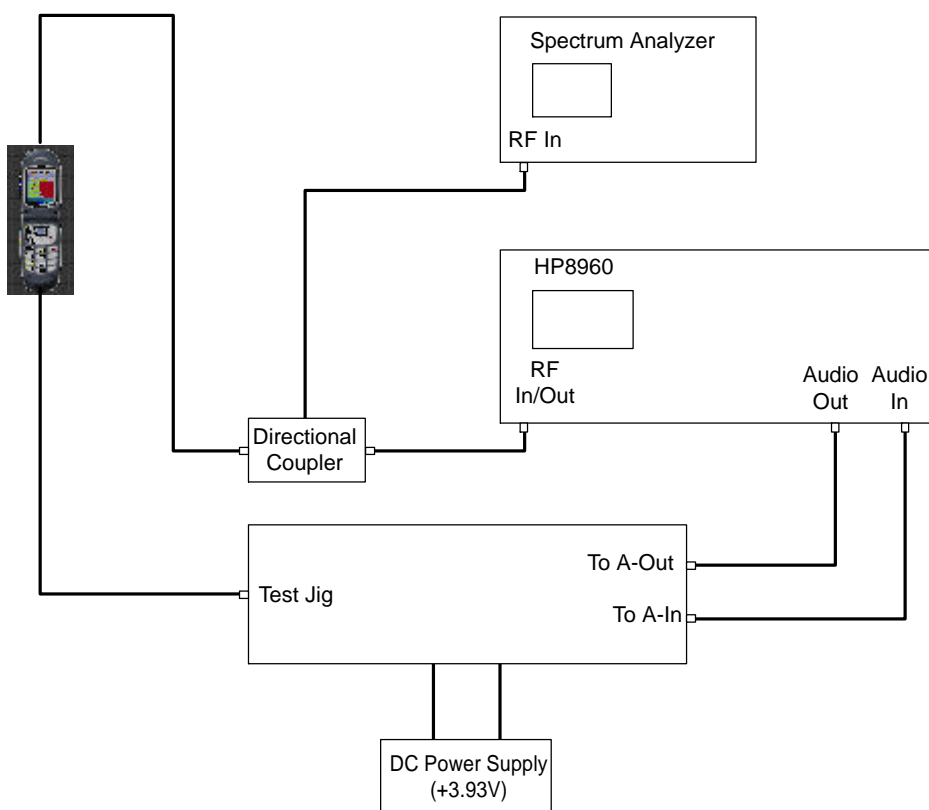 Spectrum Analyzer
RF In
HP8960
RF
In/Out
Audio
Out
Audio
In
Directional
Coupler
To A-Out
Test Jig
To A-In
DC Power Supply
(+3.93V)